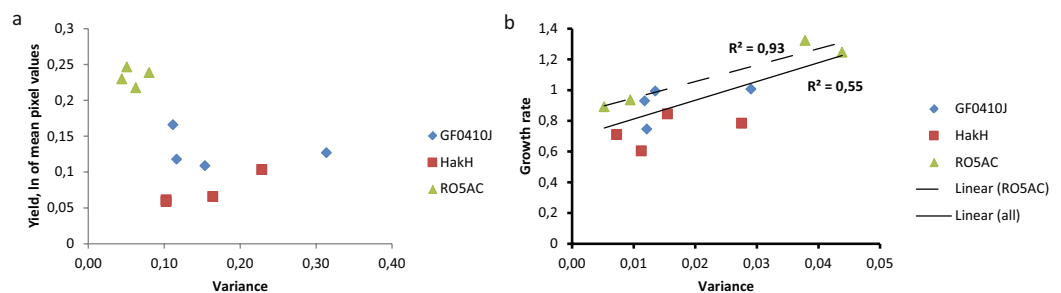 a
0,3
0,25
0,2
0,15
0,1
0,05
0
Yield, ln of mean pixel values
0,00
0,10
0,20
0,30
0,40
Variance
GF0410J
HakH
RO5AC
b
1,4
1,2
1
0,8
0,6
0,4
0,2
0
Growth rate
R² = 0,93
R² = 0,55
0,00
0,01
0,02
0,03
0,04
0,05
Variance
GF0410J
HakH
RO5AC
Linear (RO5AC)
Linear (all)